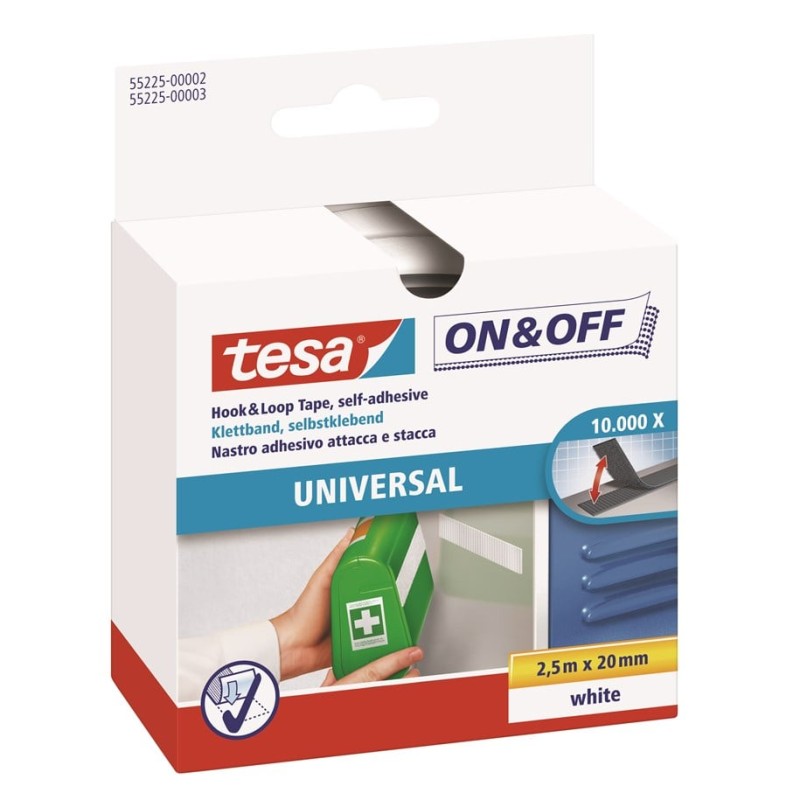 55225-00002
55225-00003
tesa®
ON&OFF
Hook & Loop Tape, self-adhesive
Klettband, selbstklebend
Nastro adhesivo attacca e stacca
10.000 X
UNIVERSAL
2,5m x 20mm
white